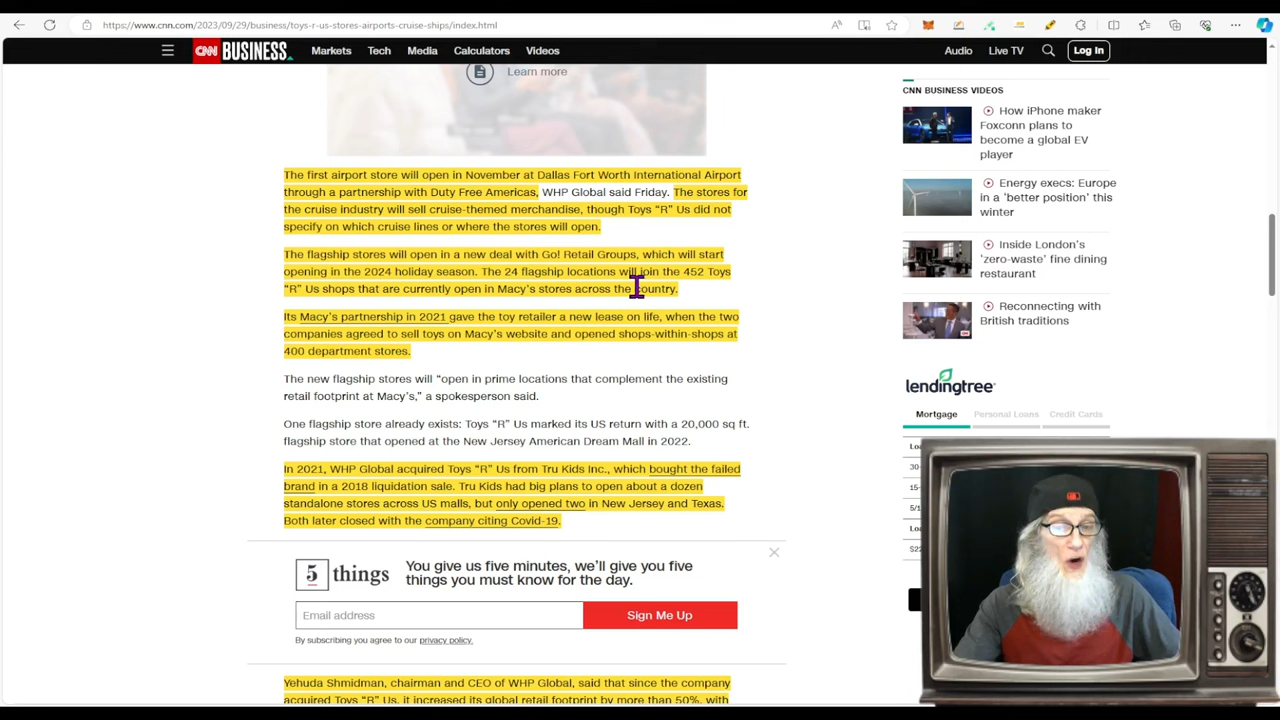 https://www.cnn.com/2023/09/29/business/toys-r-us-stores-airports-cruise-ships/index.html
CNN BUSINESS
Markets Tech Media Calculators Videos
Audio Live TV Log In
Learn more
The first airport store will open in November at Dallas Fort Worth International Airport
through a partnership with Duty Free Americas, WHP Global said Friday. The stores for
the cruise industry will sell cruise-themed merchandise, though Toys “R” Us did not
specify on which cruise lines or where the stores will open.
The flagship stores will open in a new deal with Go! Retail Groups, which will start
opening in the 2024 holiday season. The 24 flagship locations will join the 452 Toys
“R” Us shops that are currently open in Macy’s stores across the country.
Its Macy’s partnership in 2021 gave the toy retailer a new lease on life, when the two
companies agreed to sell toys on Macy’s website and opened shops-within-shops at
400 department stores.
The new flagship stores will “open in prime locations that complement the existing
retail footprint at Macy’s,” a spokesperson said.
One flagship store already exists: Toys “R” Us marked its US return with a 20,000 sq ft.
flagship store that opened at the New Jersey American Dream Mall in 2022.
In 2021, WHP Global acquired Toys “R” Us from Tru Kids Inc., which bought the failed
brand in a 2018 liquidation sale. Tru Kids had big plans to open about a dozen
standalone stores across US malls, but only opened two in New Jersey and Texas.
Both later closed with the company citing Covid-19.
5 things
You give us five minutes, we’ll give you five
things you must know for the day.
Email address
Sign Me Up
By subscribing you agree to our privacy policy.
Yehuda Shmidman, chairman and CEO of WHP Global, said that since the company
acquired Toys “R” Us, it increased its global retail footprint by more than 50%, with
CNN BUSINESS VIDEOS
How iPhone maker
Foxconn plans to
become a global EV
player
Energy execs: Europe
in a ‘better position’ this
winter
Inside London’s
‘zero-waste’ fine dining
restaurant
Reconnecting with
British traditions
lendingtree
Mortgage Personal Loans Credit Cards